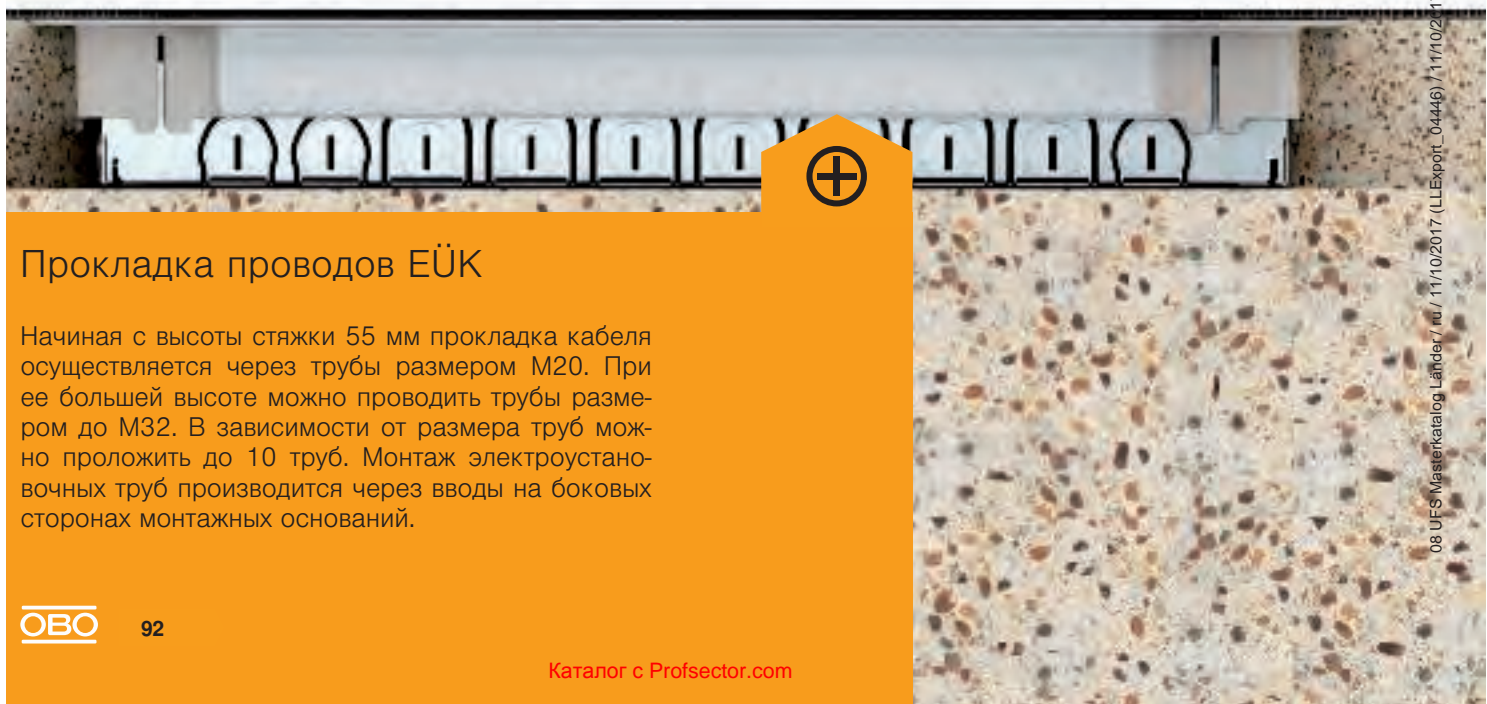 Прокладка проводов EÜK
Начиная с высоты стяжки 55 мм прокладка кабеля
осуществляется через трубы размером M20. При
ее большей высоте можно проводить трубы разме-
ром до M32. В зависимости от размера труб мож-
но проложить до 10 труб. Монтаж электроустано-
вочных труб производится через вводы на боковых
сторонах монтажных оснований.
OBO 92
Каталог с Profsector.com
08 UFS Masterkatalog Länder / ru / 11/10/2017 (LLExport_04446) / 11/10/2017